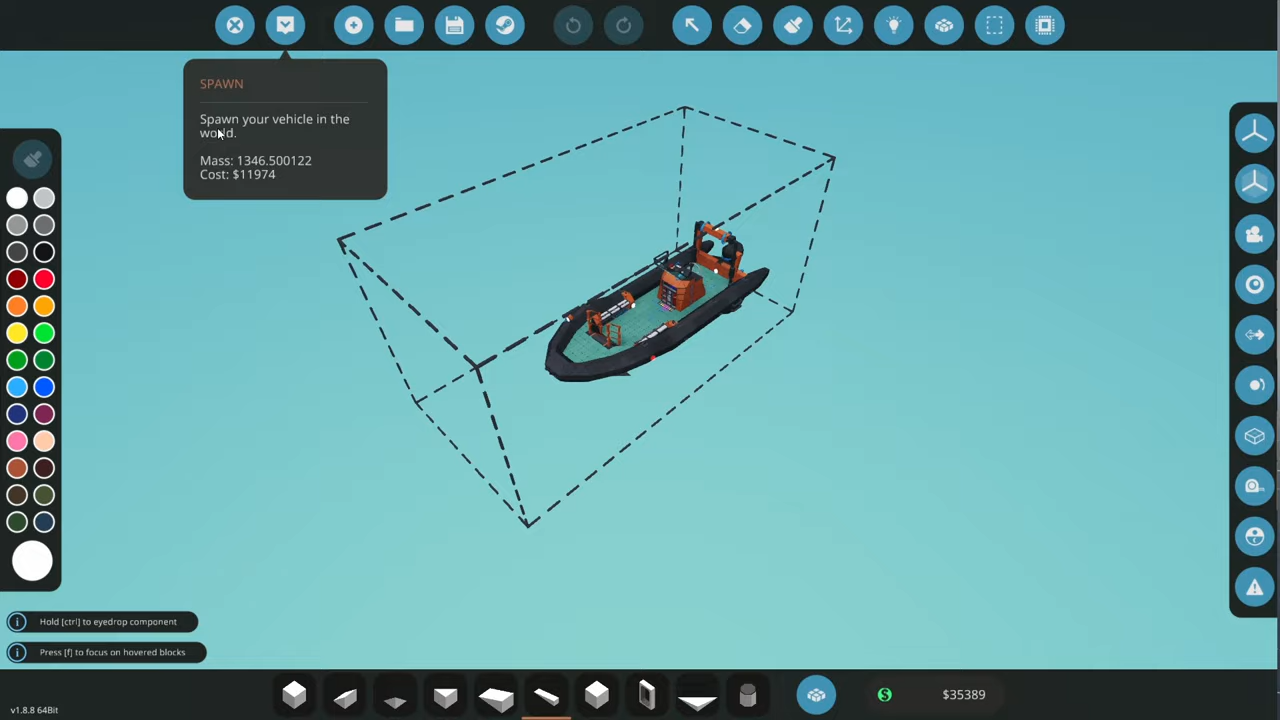 SPAWN
Spawn your vehicle in the
world.
Mass: 1346.500122
Cost: $11974
Hold [ctrl] to eyedrop component
Press [f] to focus on hovered blocks
v1.8.8 64Bit
$35389